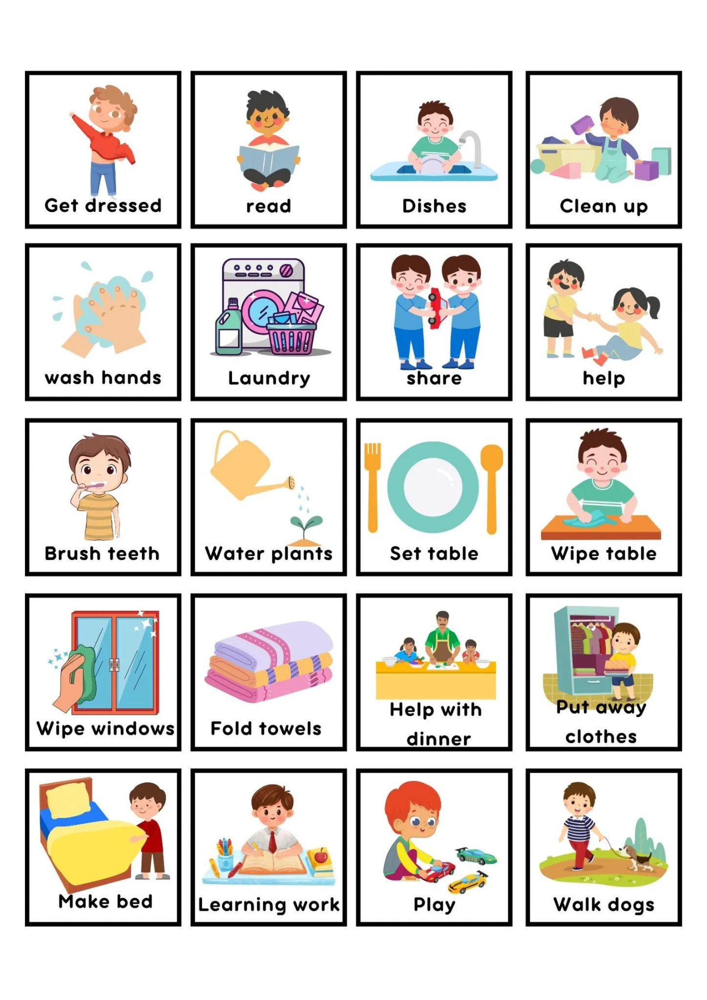 Get dressed
read
Dishes
Clean up
wash hands
Laundry
share
help
Brush teeth
Water plants
Set table
Wipe table
Wipe windows
Fold towels
Help with
dinner
Put away
clothes
Make bed
Learning work
Play
Walk dogs